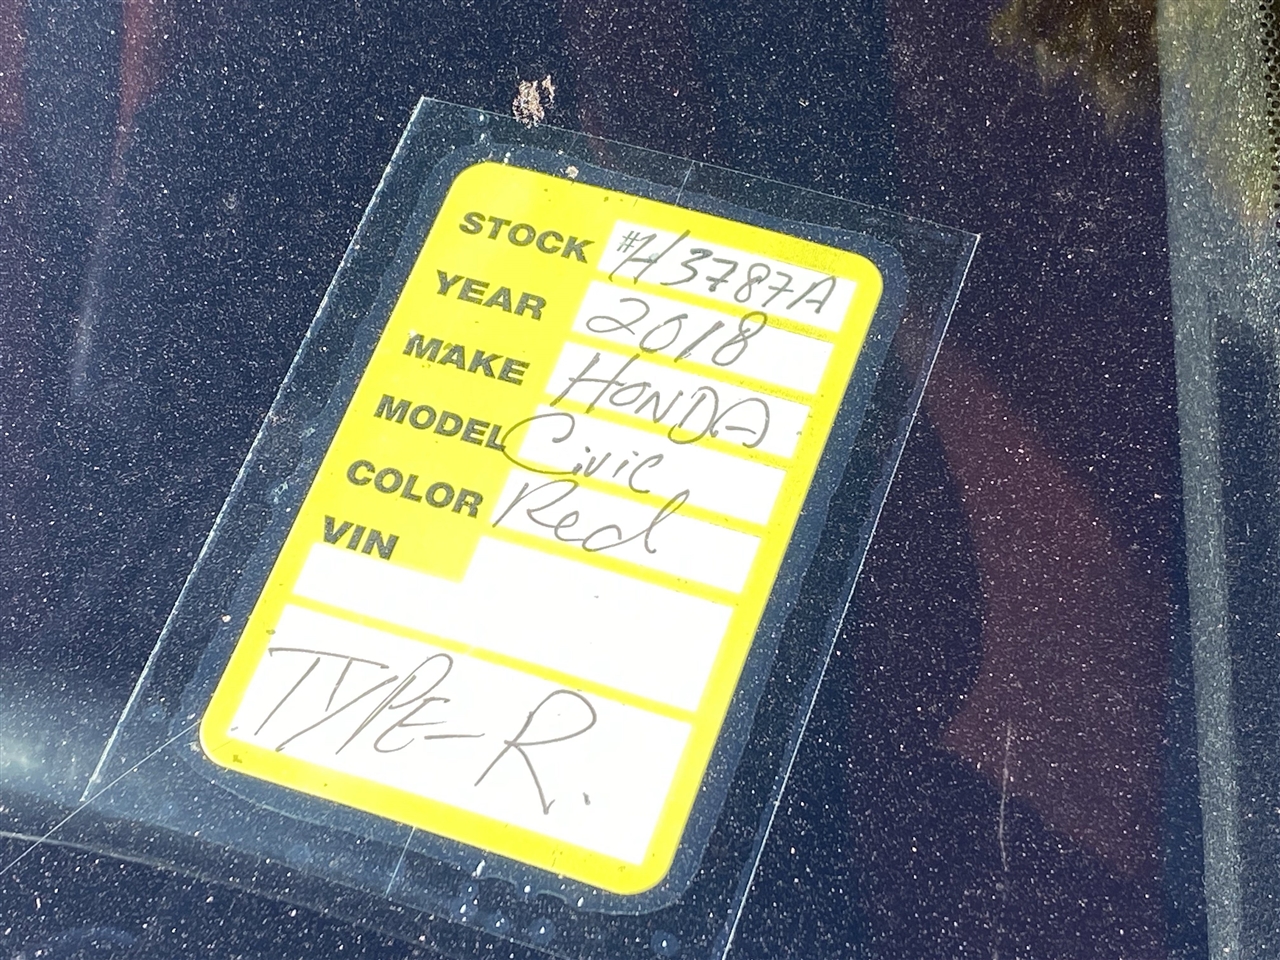 STOCK #H3787A
YEAR 2018
MAKE HONDA
MODEL Civic
COLOR Red
VIN
TYPE-R.